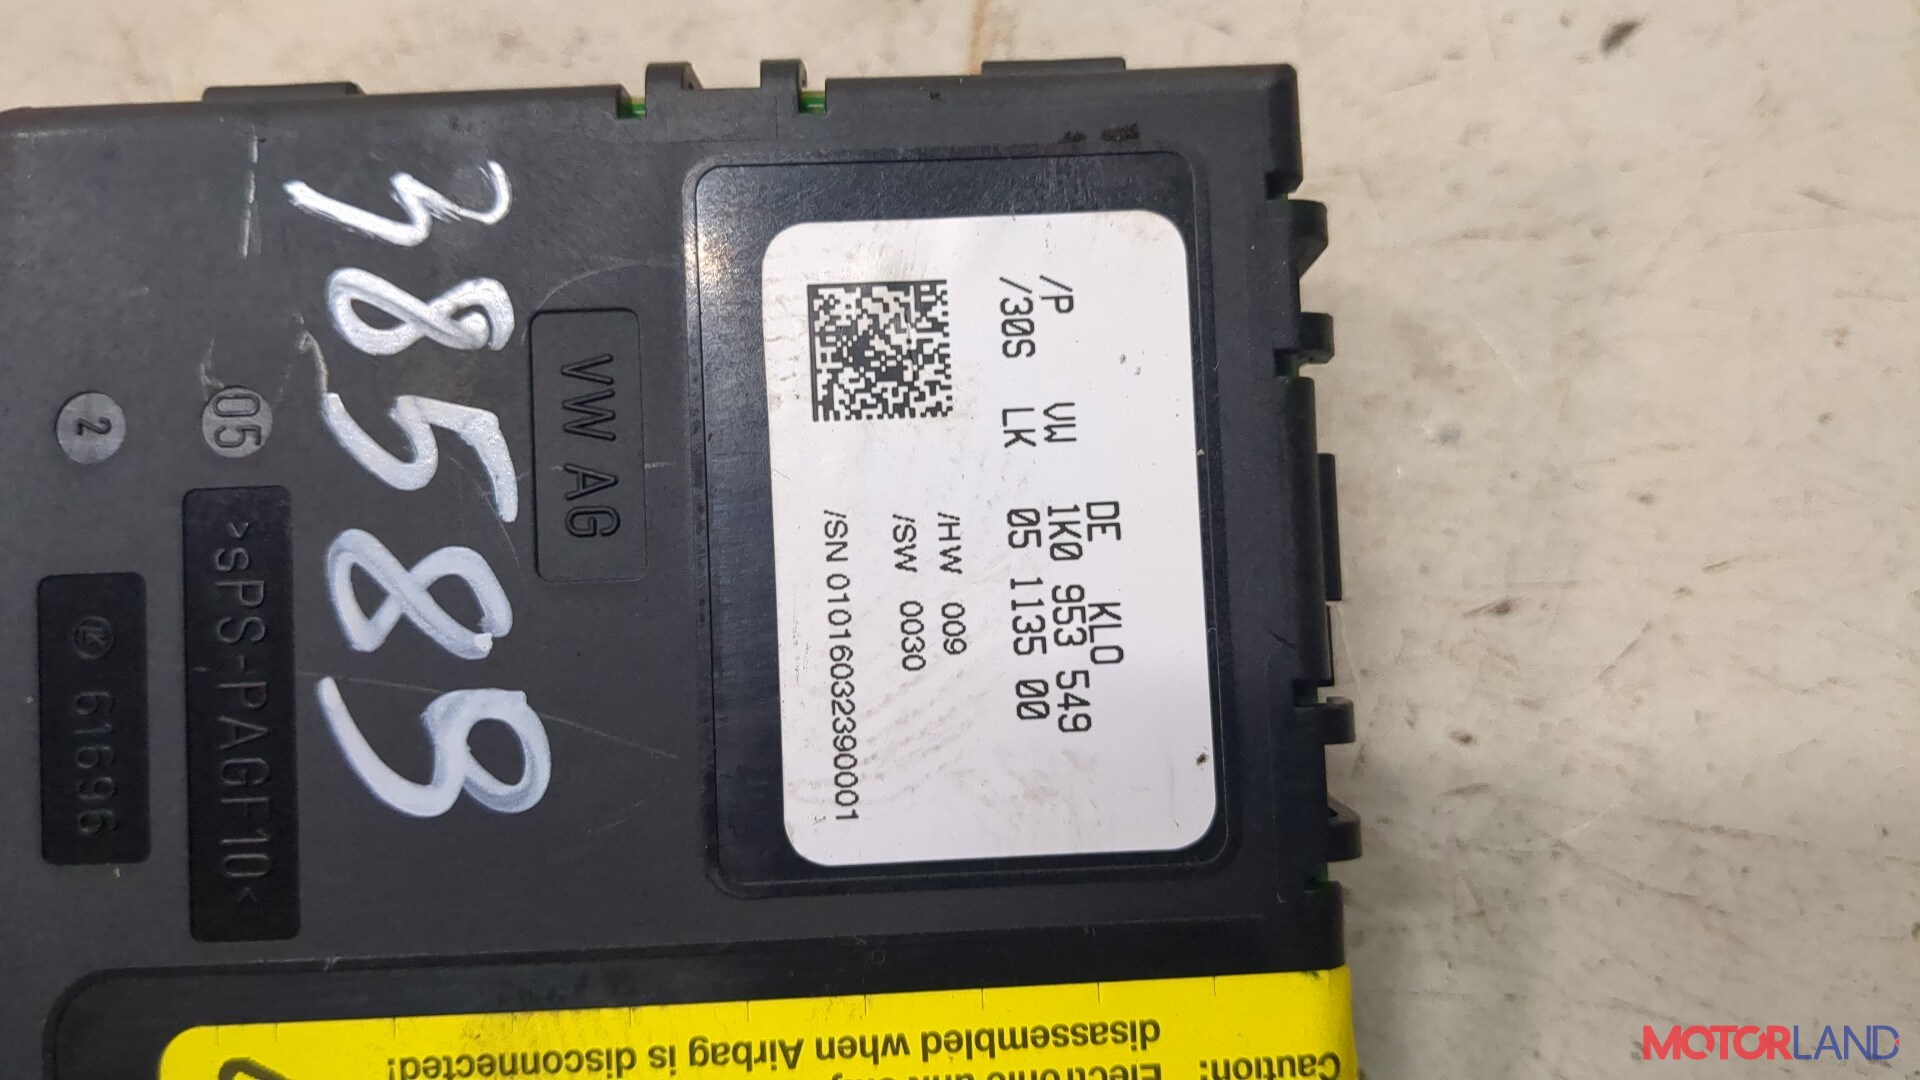 DE KLO
/P VW 1K0 953 549
/30S LK 05 1135 00
/HW 009
/SW 0030
/SN 01016032390001
VW AG
38589
05
>sPS-PAGF10<
2
61696
Caution:
disassembled when Airbag is disconnected!
MOTORLAND